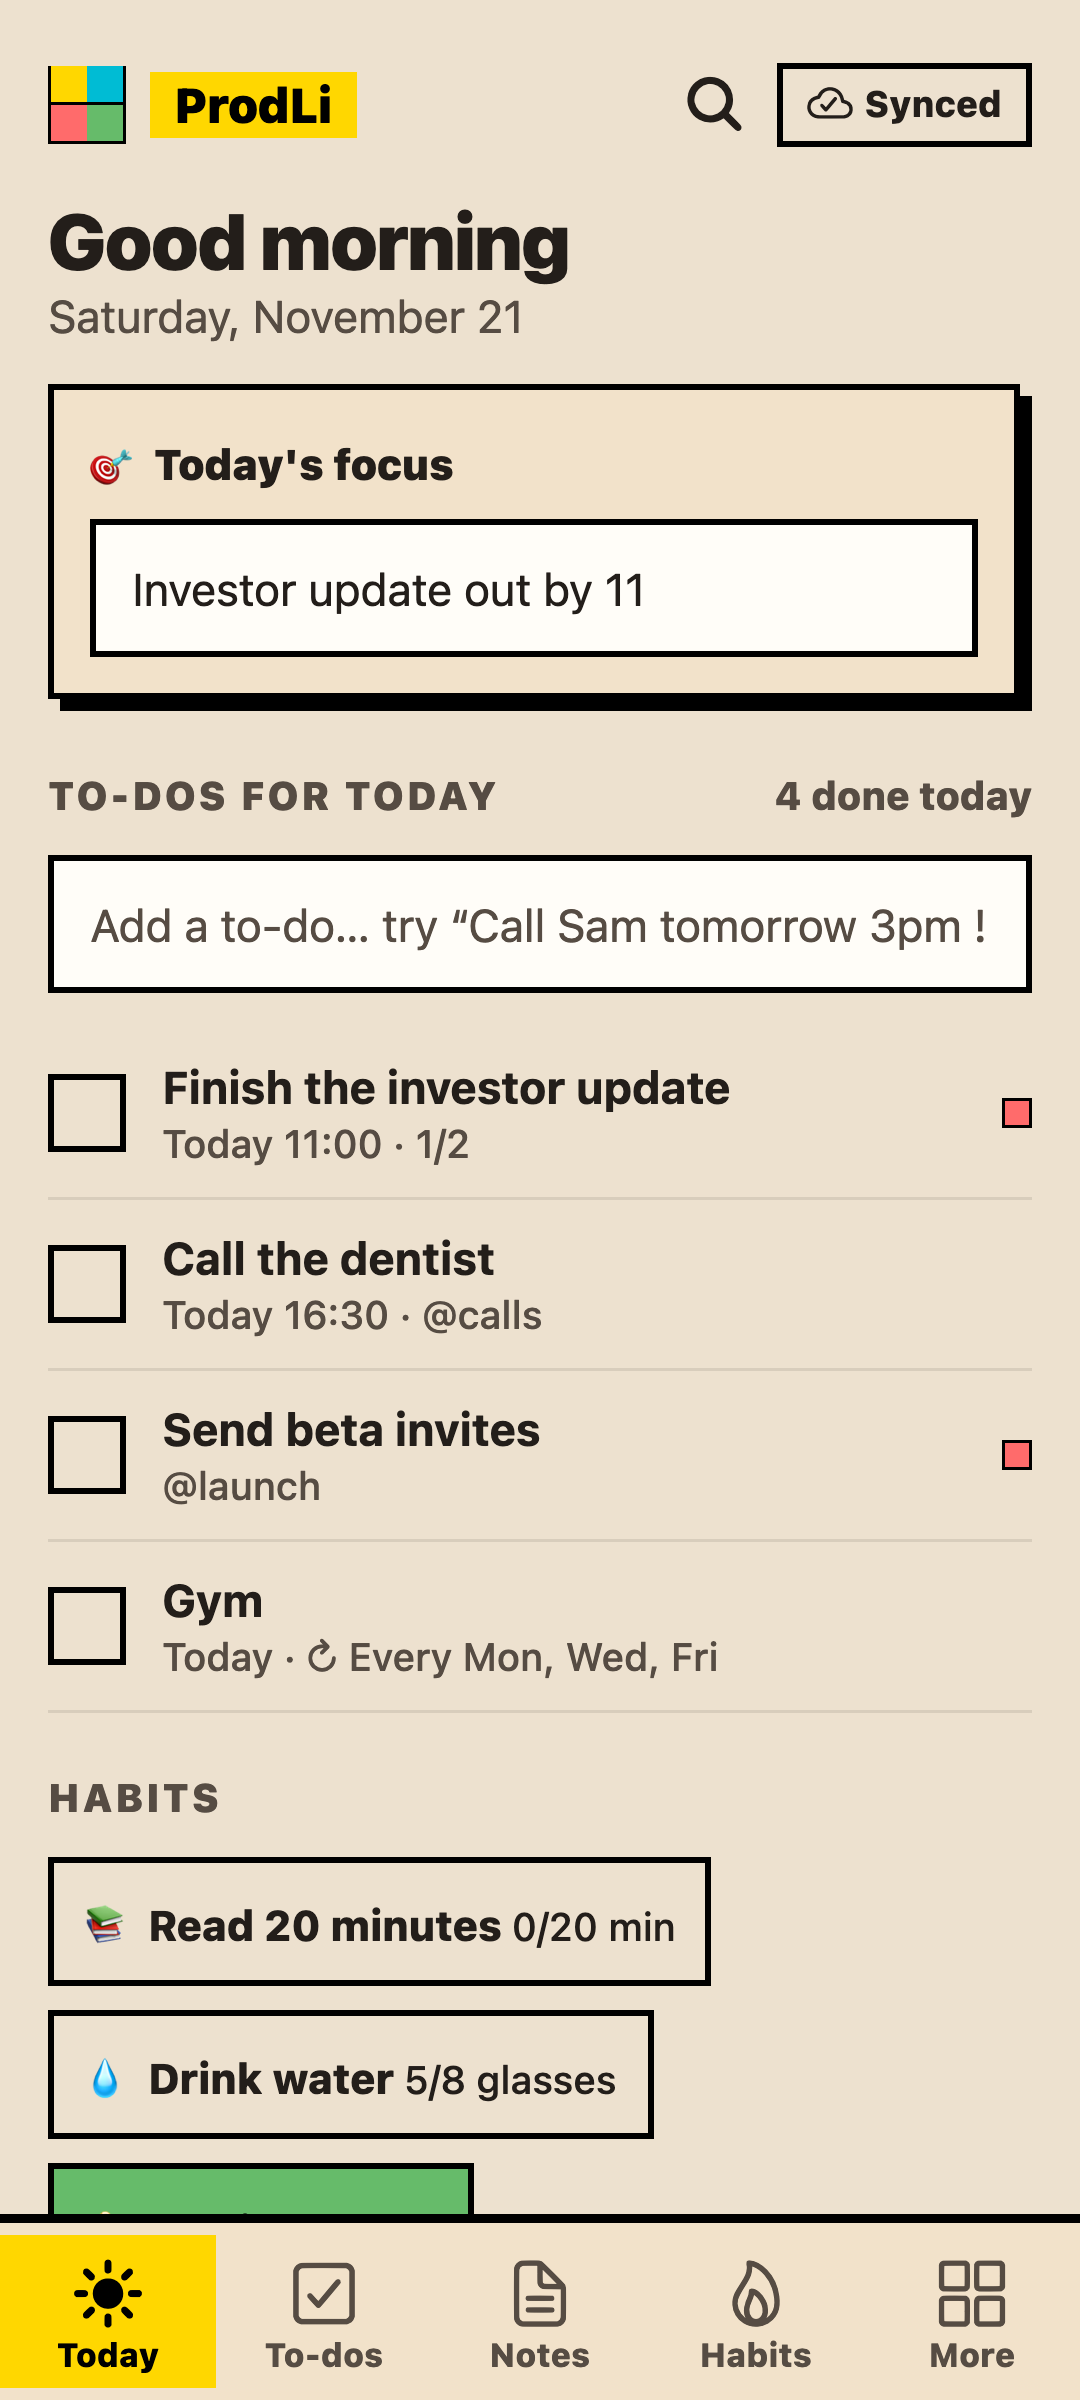 ProdLi
Synced
Good morning
Saturday, November 21
Today's focus
Investor update out by 11
TO-DOS FOR TODAY
4 done today
Add a to-do... try “Call Sam tomorrow 3pm !
Finish the investor update
Today 11:00 · 1/2
Call the dentist
Today 16:30 · @calls
Send beta invites
@launch
Gym
Today · ↻ Every Mon, Wed, Fri
HABITS
Read 20 minutes 0/20 min
Drink water 5/8 glasses
Today
To-dos
Notes
Habits
More